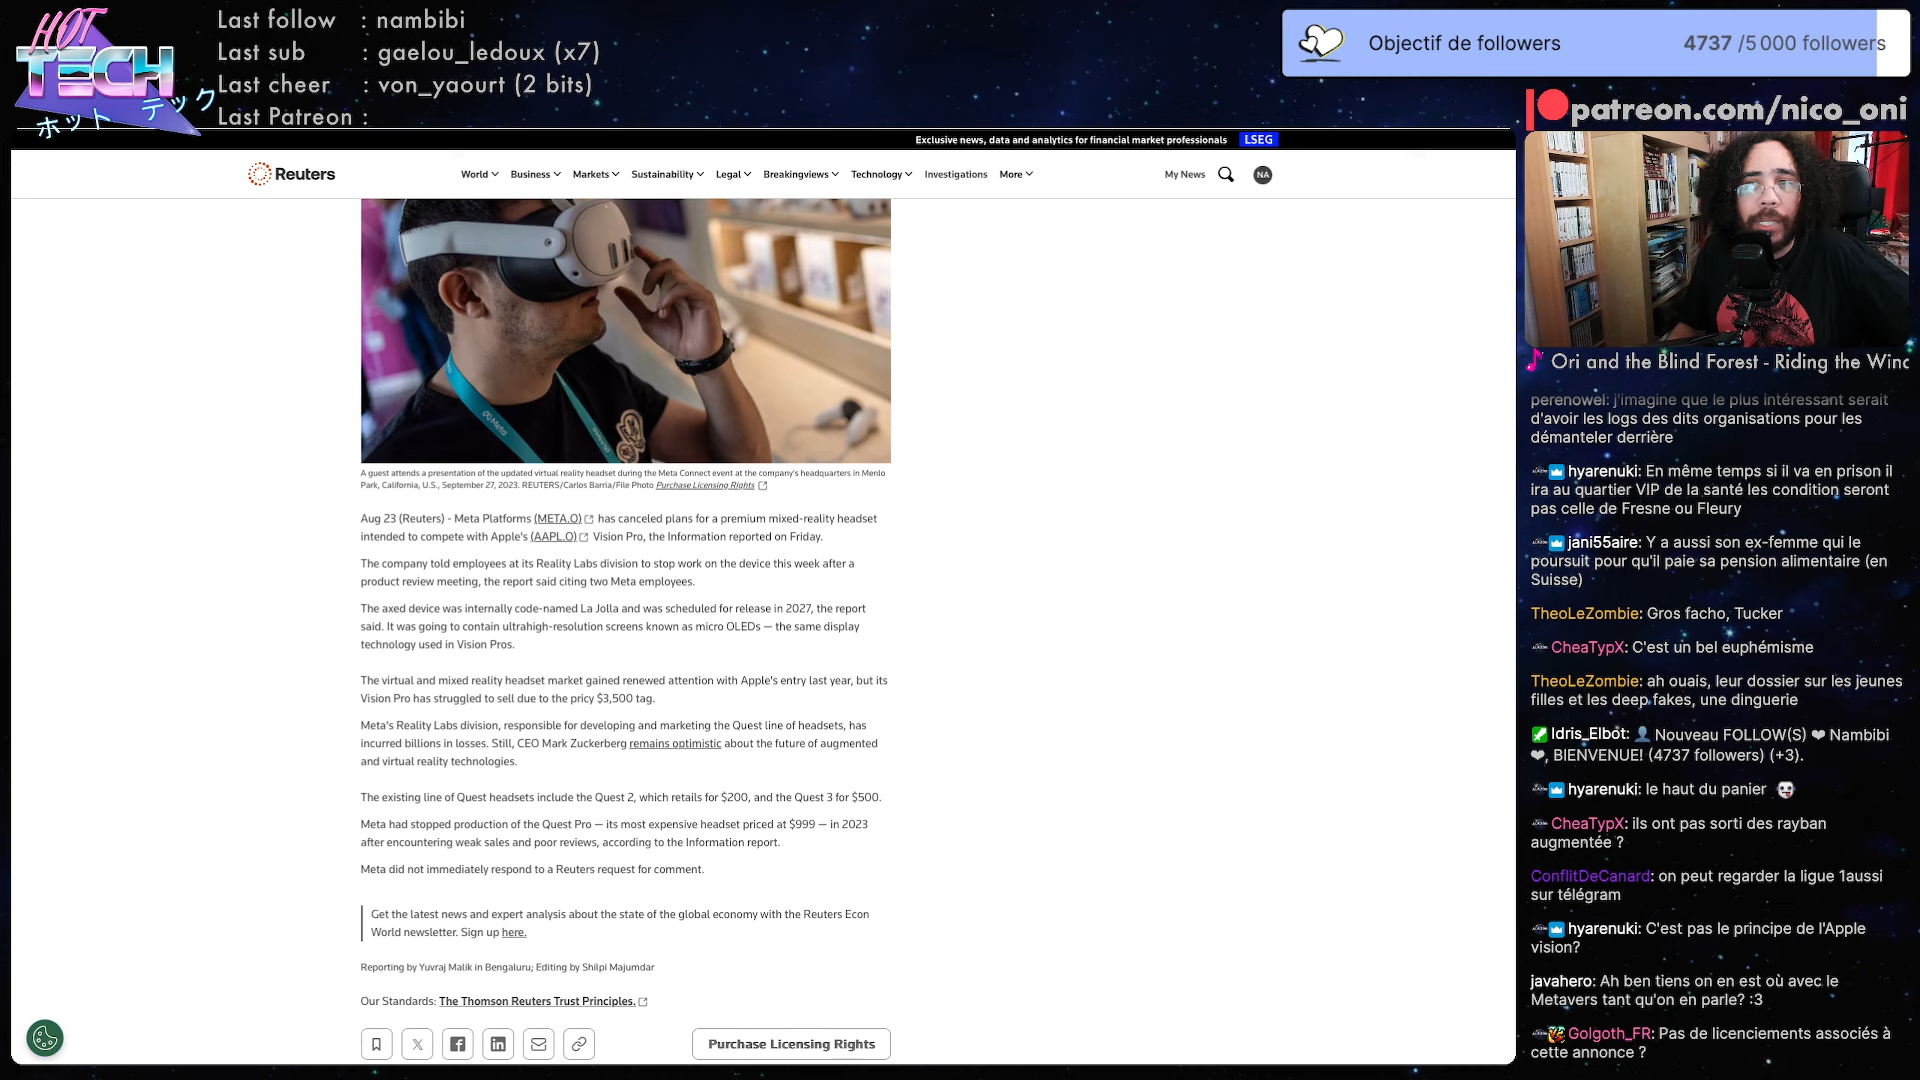 HOT
TECH
ホット テック
Last follow : nambibi
Last sub : gaelou_ledoux (x7)
Last cheer : von_yaourt (2 bits)
Last Patreon :
Objectif de followers 4737 /5 000 followers
patreon.com/nico_oni
Exclusive news, data and analytics for financial market professionals LSEG
Reuters
World Business Markets Sustainability Legal Breakingviews Technology Investigations More
My News NA
Meta
A guest attends a presentation of the updated virtual reality headset during the Meta Connect event at the company's headquarters in Menlo
Park, California, U.S., September 27, 2023. REUTERS/Carlos Barria/File Photo Purchase Licensing Rights
Aug 23 (Reuters) - Meta Platforms (META.O) has canceled plans for a premium mixed-reality headset
intended to compete with Apple's (AAPL.O) Vision Pro, the Information reported on Friday.
The company told employees at its Reality Labs division to stop work on the device this week after a
product review meeting, the report said citing two Meta employees.
The axed device was internally code-named La Jolla and was scheduled for release in 2027, the report
said. It was going to contain ultrahigh-resolution screens known as micro OLEDs — the same display
technology used in Vision Pros.
The virtual and mixed reality headset market gained renewed attention with Apple's entry last year, but its
Vision Pro has struggled to sell due to the pricy $3,500 tag.
Meta's Reality Labs division, responsible for developing and marketing the Quest line of headsets, has
incurred billions in losses. Still, CEO Mark Zuckerberg remains optimistic about the future of augmented
and virtual reality technologies.
The existing line of Quest headsets include the Quest 2, which retails for $200, and the Quest 3 for $500.
Meta had stopped production of the Quest Pro — its most expensive headset priced at $999 — in 2023
after encountering weak sales and poor reviews, according to the Information report.
Meta did not immediately respond to a Reuters request for comment.
Get the latest news and expert analysis about the state of the global economy with the Reuters Econ
World newsletter. Sign up here.
Reporting by Yuvraj Malik in Bengaluru; Editing by Shilpi Majumdar
Our Standards: The Thomson Reuters Trust Principles.
Purchase Licensing Rights
Ori and the Blind Forest - Riding the Wind
perenowel: j'imagine que le plus intéressant serait
d'avoir les logs des dits organisations pour les
démanteler derrière
hyarenuki: En même temps si il va en prison il
ira au quartier VIP de la santé les condition seront
pas celle de Fresne ou Fleury
jani55aire: Y a aussi son ex-femme qui le
poursuit pour qu'il paie sa pension alimentaire (en
Suisse)
TheoLeZombie: Gros facho, Tucker
CheaTypX: C'est un bel euphémisme
TheoLeZombie: ah ouais, leur dossier sur les jeunes
filles et les deep fakes, une dinguerie
Idris_Elbot: 👤 Nouveau FOLLOW(S) ❤ Nambibi
❤, BIENVENUE! (4737 followers) (+3).
hyarenuki: le haut du panier
CheaTypX: ils ont pas sorti des rayban
augmentée ?
ConflitDeCanard: on peut regarder la ligue 1aussi
sur télégram
hyarenuki: C'est pas le principe de l'Apple
vision?
javahero: Ah ben tiens on en est où avec le
Metavers tant qu'on en parle? :3
Golgoth_FR: Pas de licenciements associés à
cette annonce ?